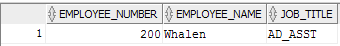 EMPLOYEE_NUMBER EMPLOYEE_NAME JOB_TITLE
1 200 Whalen AD_ASST